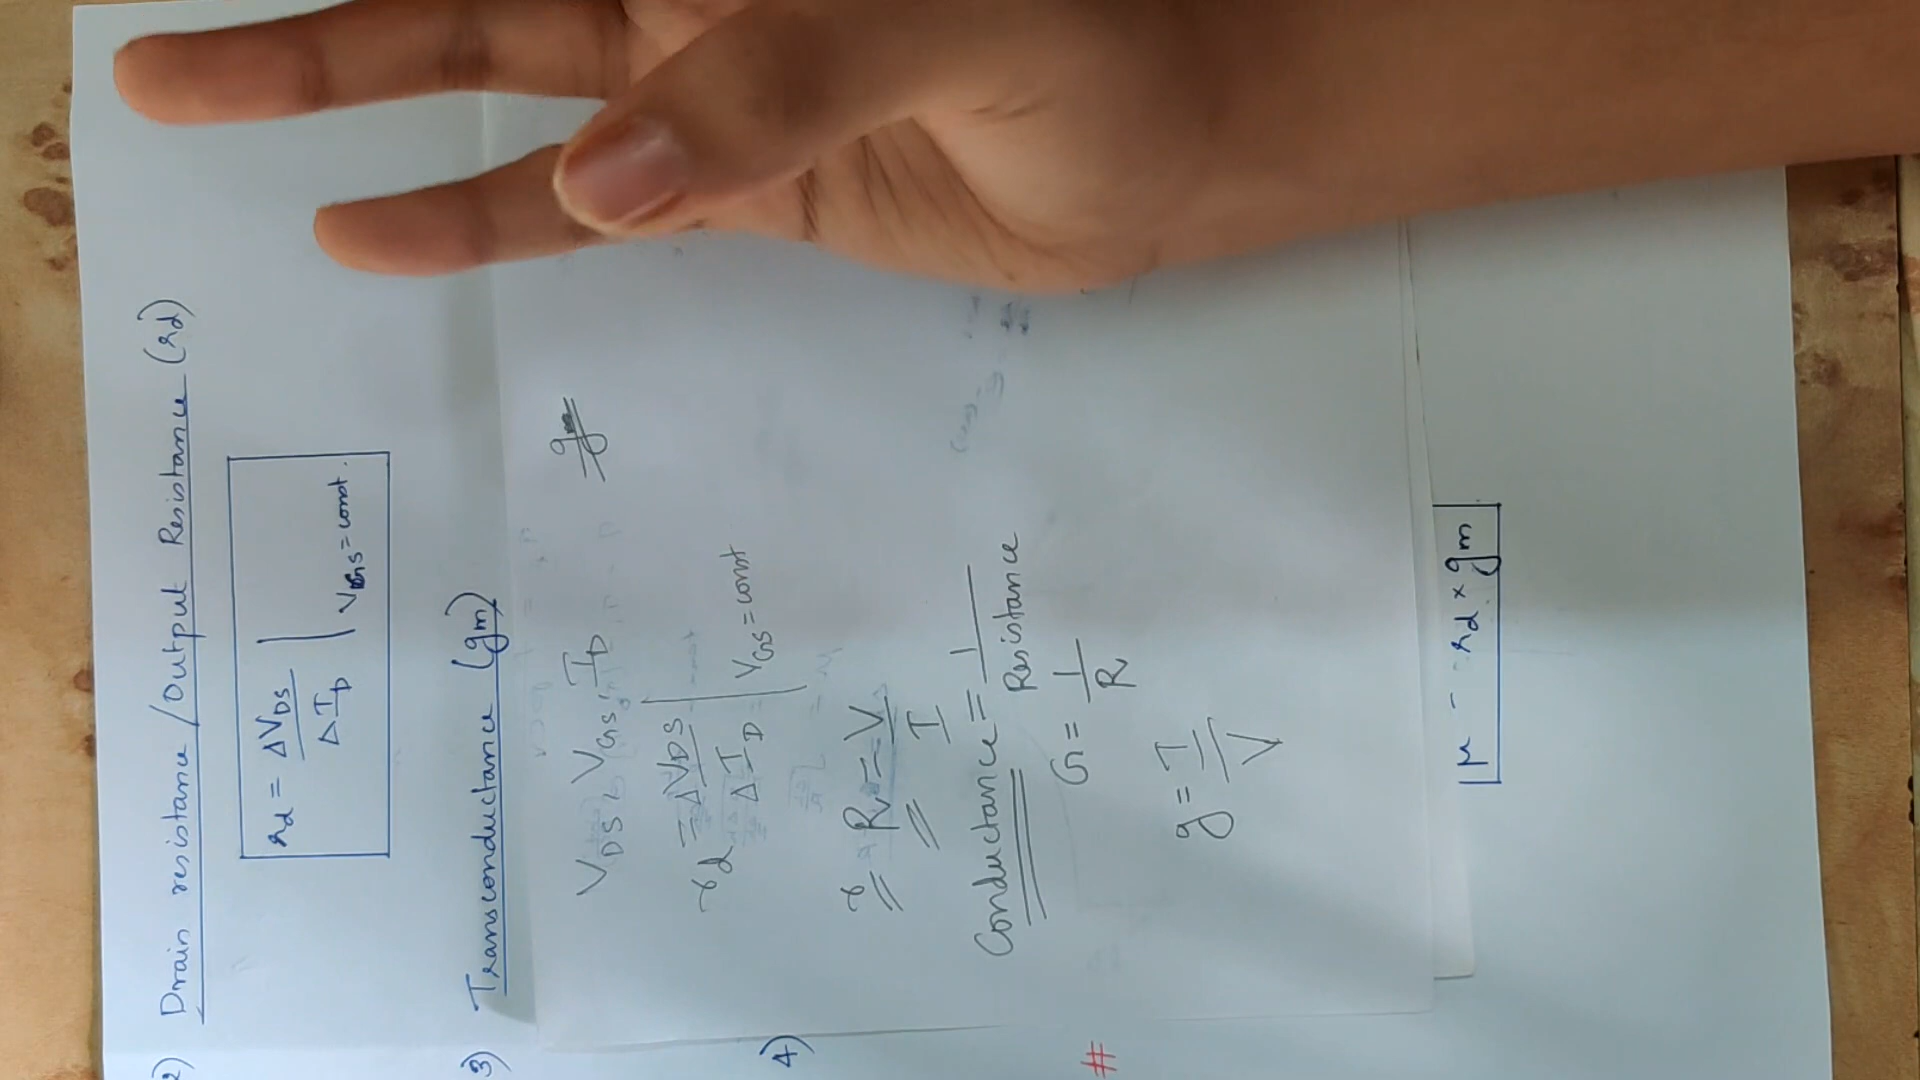 2) Drain resistance/Output Resistance (rd)
rd = ΔVDS / ΔID | VGS = const.
3) Transconductance (gm)
VDS, VGS, ID
gm
rd = ΔVDS / ΔID | VGS = const
r R = V / I
4)
Conductance = 1 / Resistance
G = 1 / R
#
g = I / V
μ = rd × gm